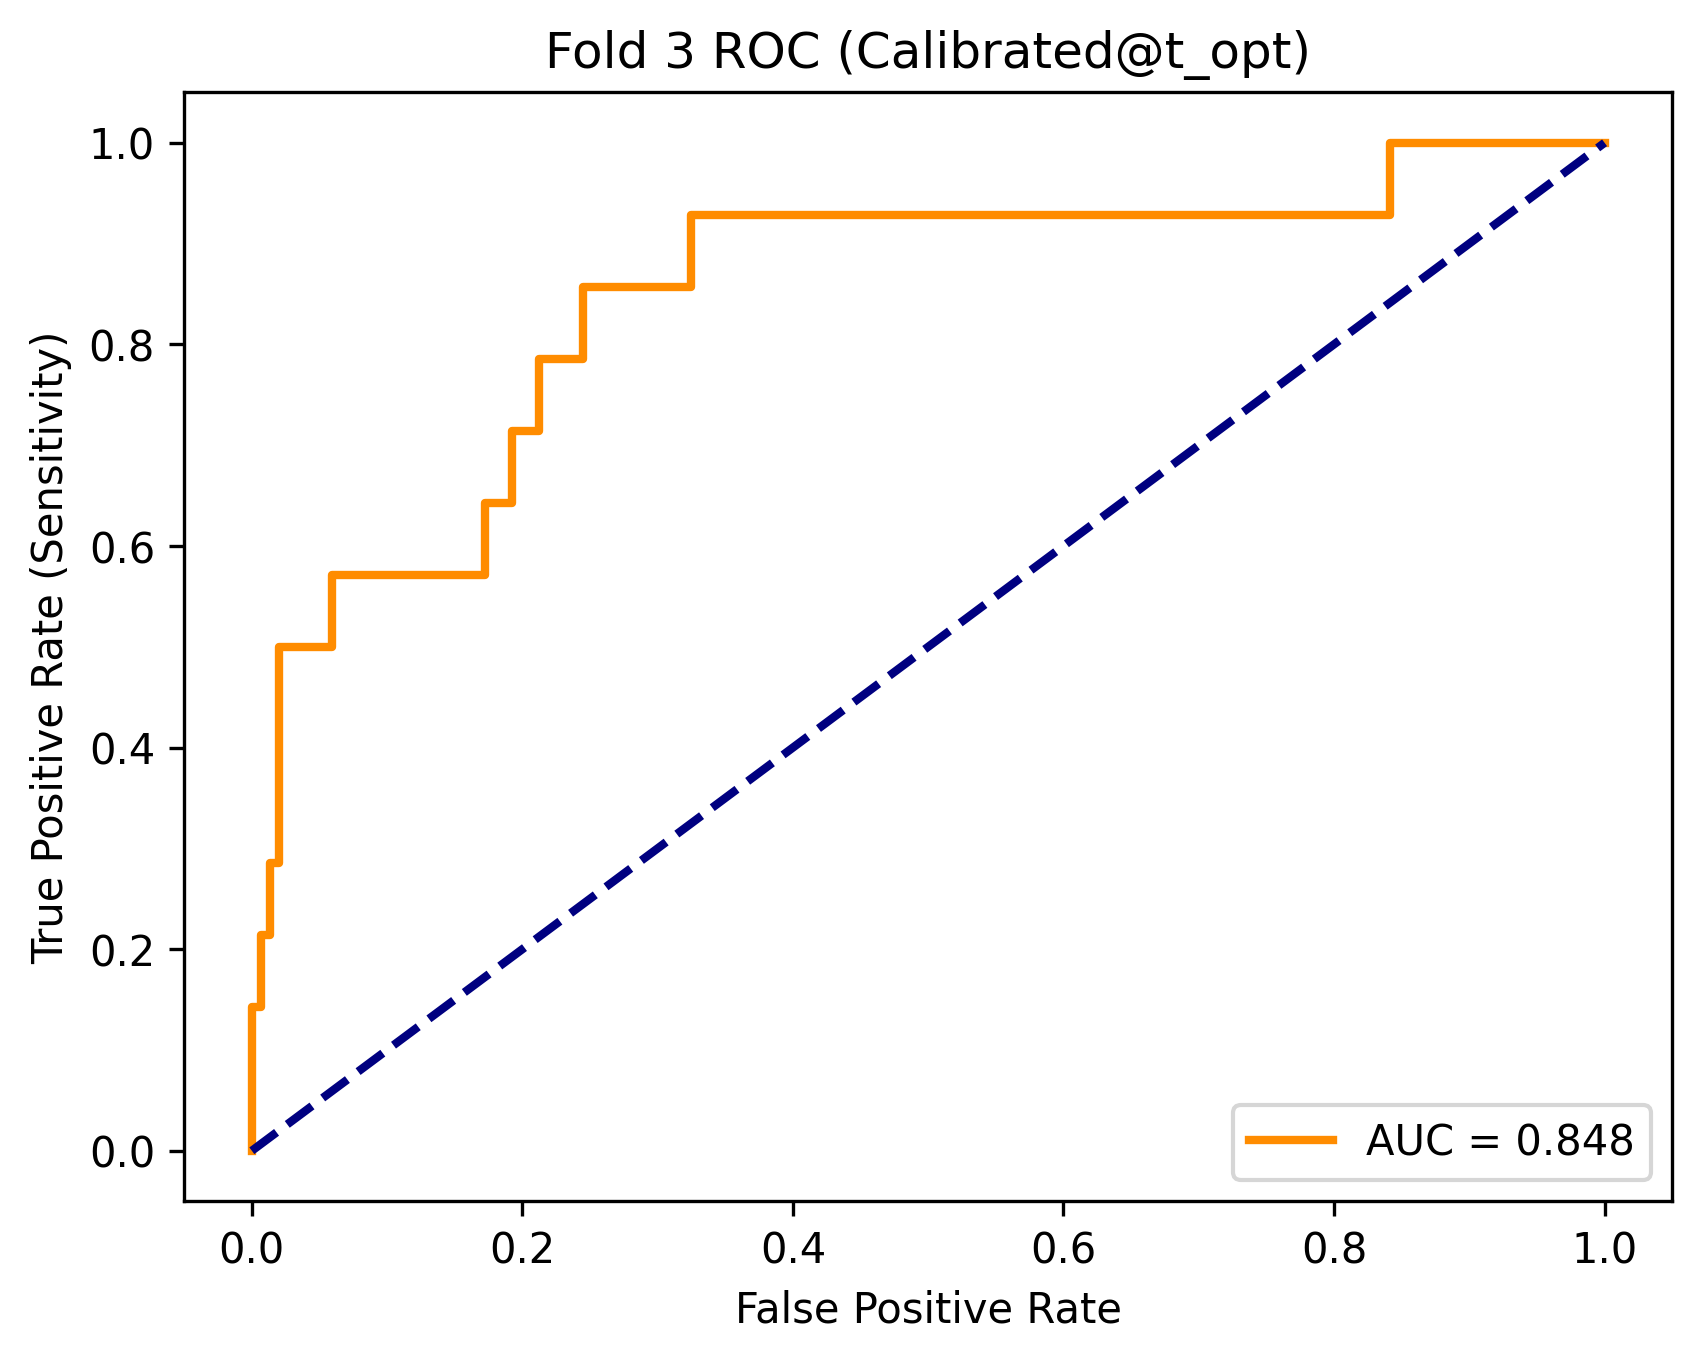 Fold 3 ROC (Calibrated@t_opt)
True Positive Rate (Sensitivity)
1.0
0.8
0.6
0.4
0.2
0.0
AUC = 0.848
0.0 0.2 0.4 0.6 0.8 1.0
False Positive Rate